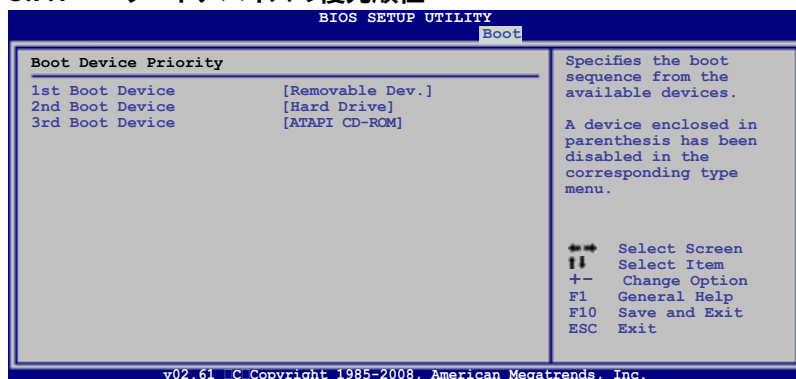 BIOS SETUP UTILITY
Boot
Boot Device Priority
1st Boot Device [Removable Dev.]
2nd Boot Device [Hard Drive]
3rd Boot Device [ATAPI CD-ROM]
Specifies the boot
sequence from the
available devices.
A device enclosed in
parenthesis has been
disabled in the
corresponding type
menu.
←→ Select Screen
↑↓ Select Item
+- Change Option
F1 General Help
F10 Save and Exit
ESC Exit
v02.61 C Copyright 1985-2008, American Megatrends, Inc.